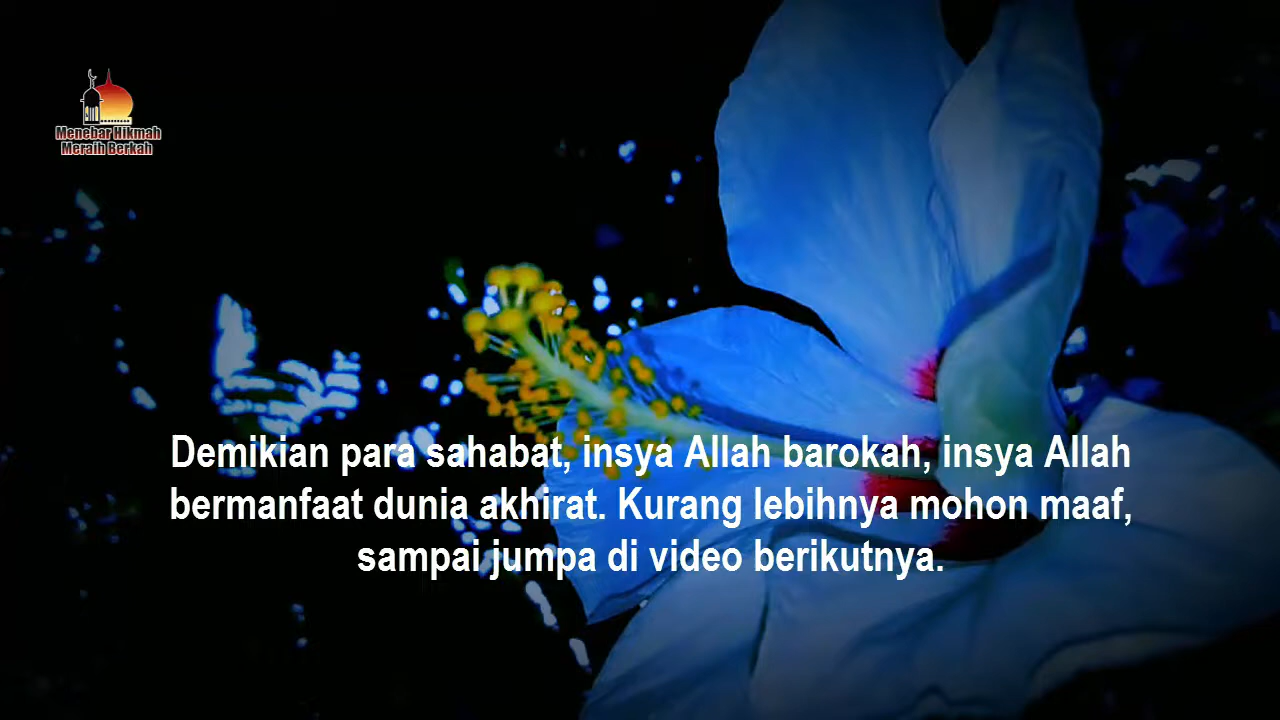 Menebar Hikmah
Meraih Berkah
Demikian para sahabat, insya Allah barokah, insya Allah
bermanfaat dunia akhirat. Kurang lebihnya mohon maaf,
sampai jumpa di video berikutnya.